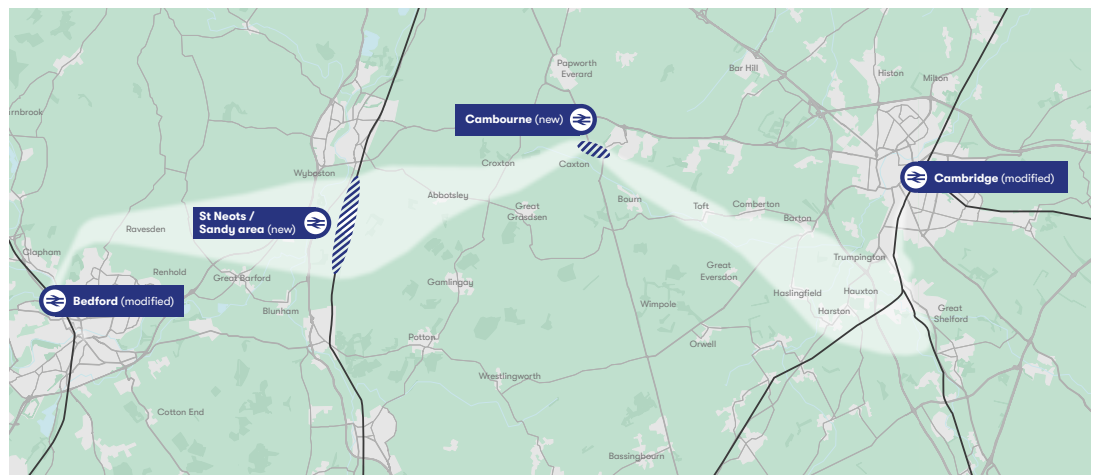 Papworth
Everard
Bar Hill
Histon
Milton
rnbrook
Cambourne (new)
Croxton
Caxton
Wyboston
Cambridge (modified)
Abbotsley
Great
Gransden
Bourn
Toft
Comberton
Barton
St Neots /
Sandy area (new)
Ravesden
Clapham
Renhold
Great Barford
Trumpington
Great
Eversden
Gamlingay
Haslingfield
Hauxton
Bedford (modified)
Blunham
Wimpole
Harston
Great
Shelford
Potton
Orwell
Wrestlingworth
Cotton End
Bassingbourn